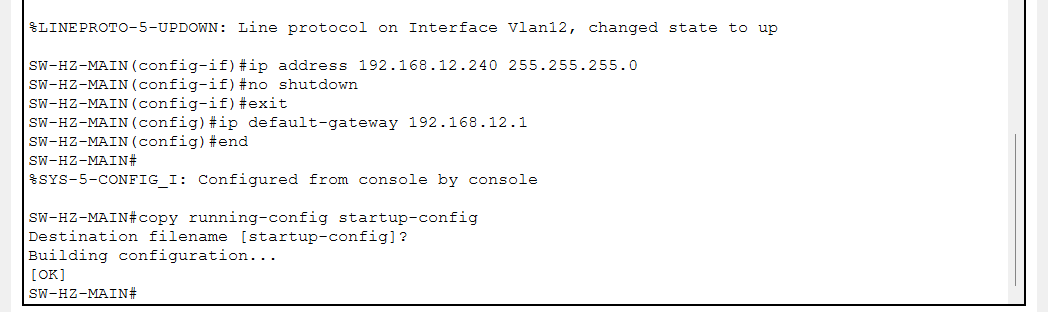 %LINEPROTO-5-UPDOWN: Line protocol on Interface Vlan12, changed state to up
SW-HZ-MAIN(config-if)#ip address 192.168.12.240 255.255.255.0
SW-HZ-MAIN(config-if)#no shutdown
SW-HZ-MAIN(config-if)#exit
SW-HZ-MAIN(config)#ip default-gateway 192.168.12.1
SW-HZ-MAIN(config)#end
SW-HZ-MAIN#
%SYS-5-CONFIG_I: Configured from console by console
SW-HZ-MAIN#copy running-config startup-config
Destination filename [startup-config]?
Building configuration...
[OK]
SW-HZ-MAIN#